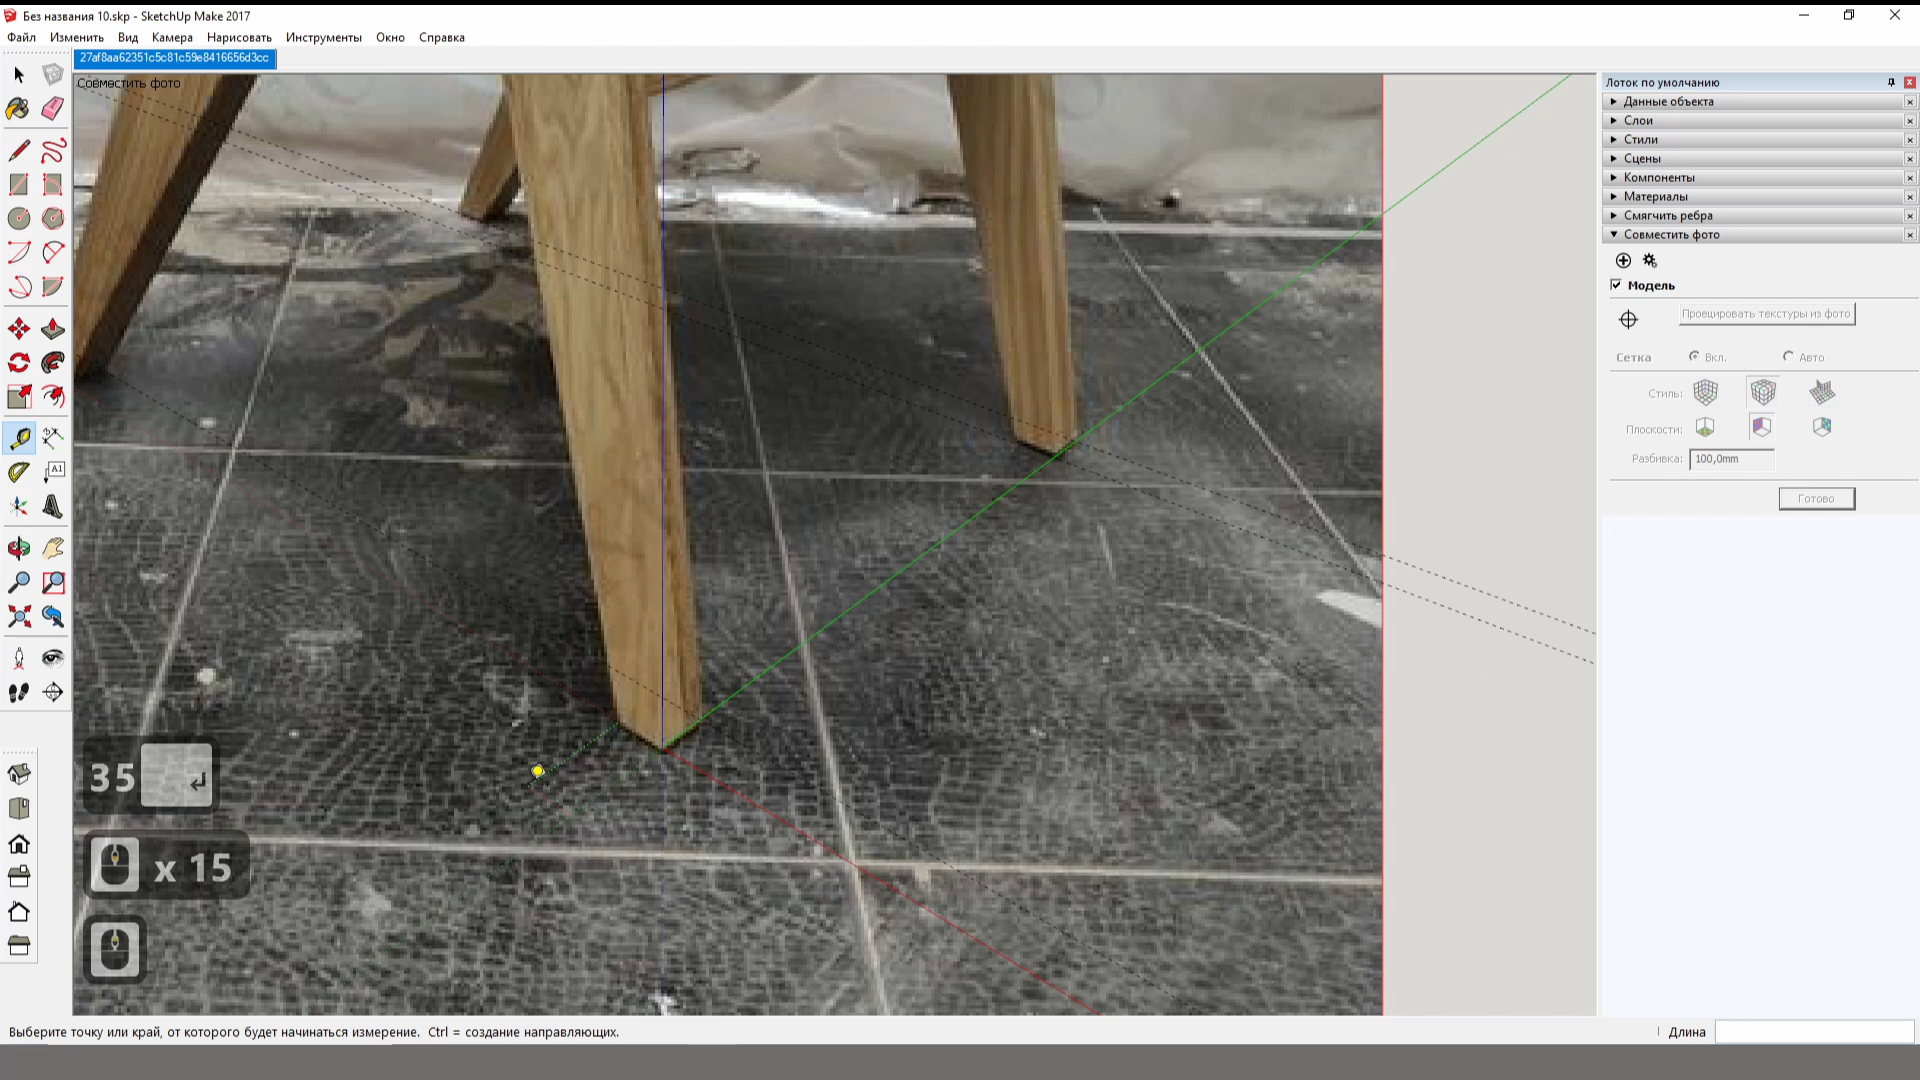 Без названия 10.skp - SketchUp Make 2017
Файл Изменить Вид Камера Нарисовать Инструменты Окно Справка
27af8aa62351c5c81c59e8416656d3cc
Совместить фото
Лоток по умолчанию
Данные объекта
Слои
Стили
Сцены
Компоненты
Материалы
Смягчить ребра
Совместить фото
Модель
Проецировать текстуры из фото
Сетка Вкл. Авто
Стиль:
Плоскости:
Разбивка: 100,0mm
Готово
A1
35
x 15
Выберите точку или край, от которого будет начинаться измерение. Ctrl = создание направляющих.
Длина